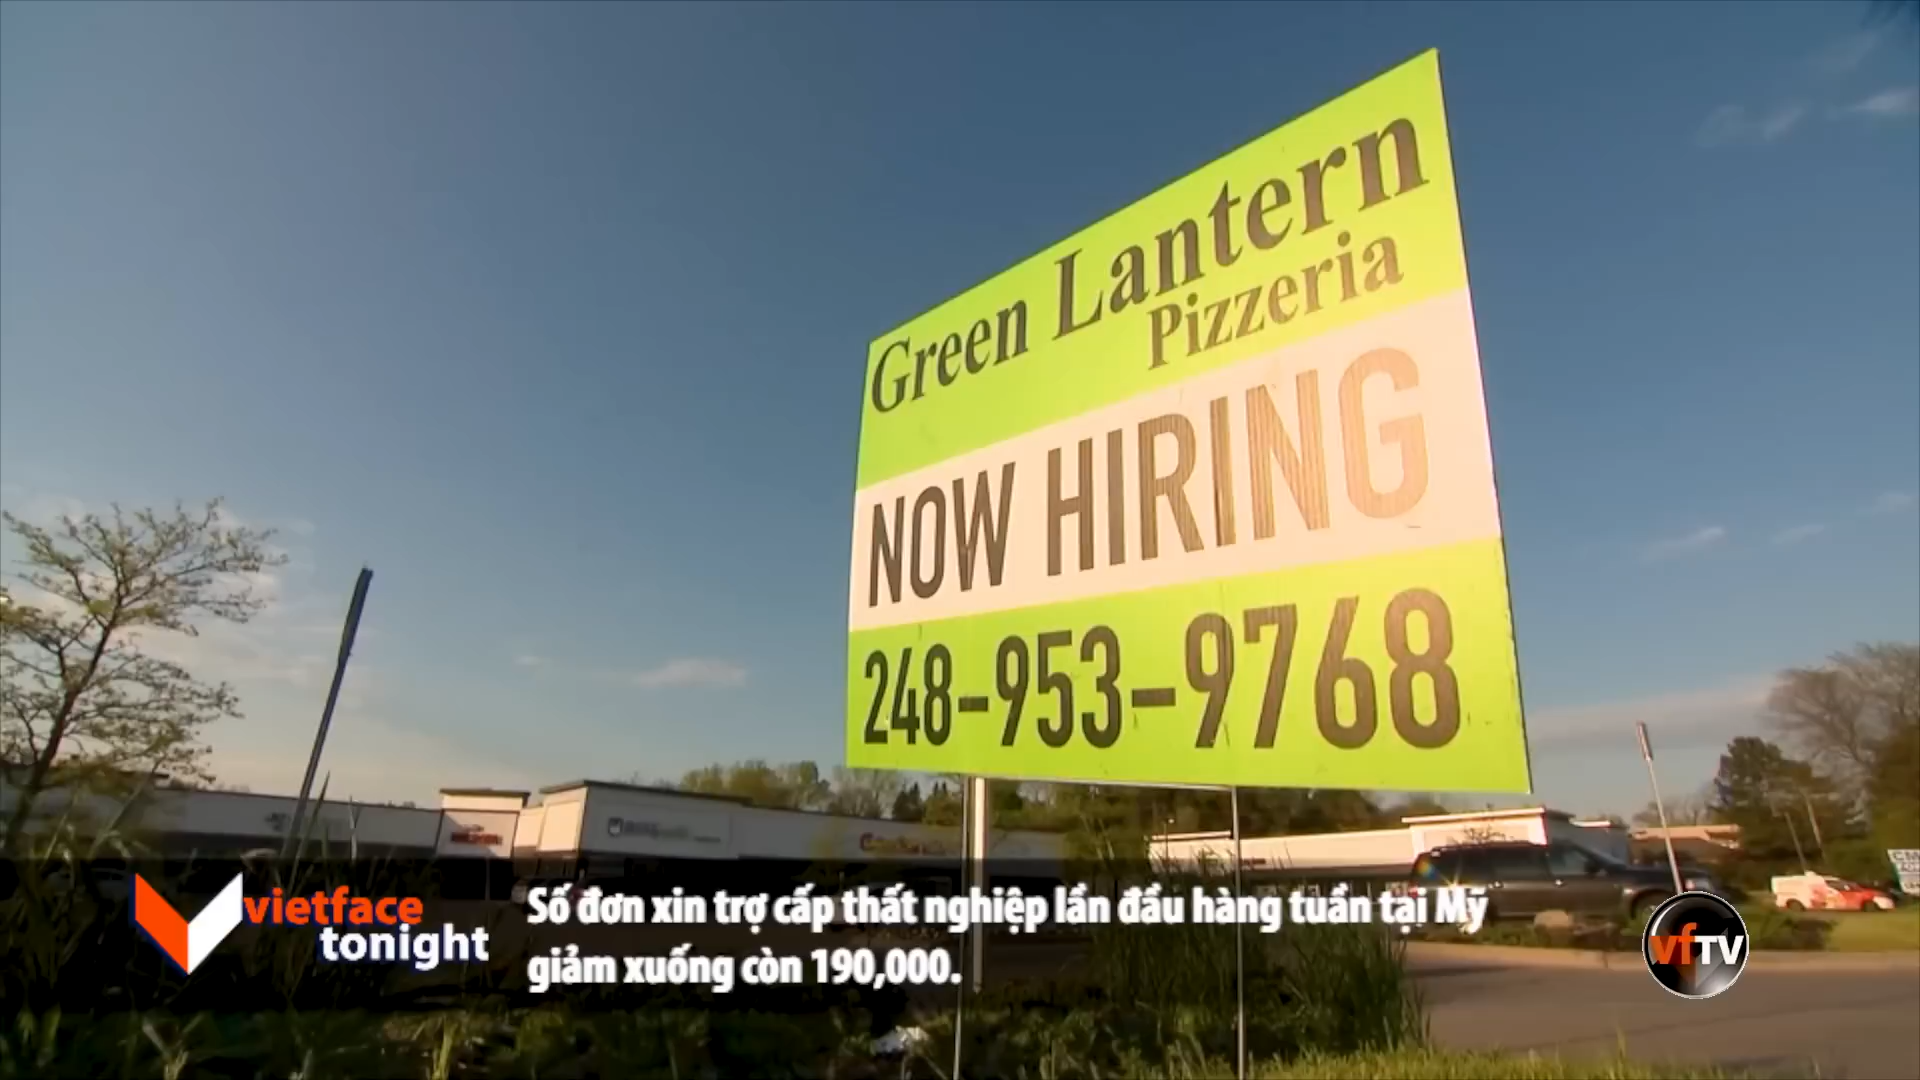 Green Lantern
Pizzeria
NOW HIRING
248-953-9768
vietface
tonight
Số đơn xin trợ cấp thất nghiệp lần đầu hàng tuần tại Mỹ
giảm xuống còn 190,000.
vfTV